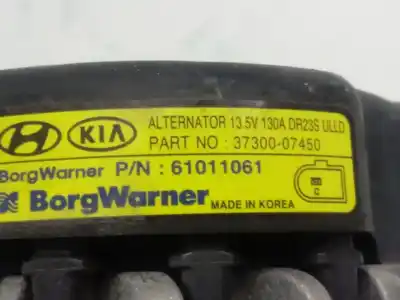 KIA
ALTERNATOR 13.5V 130A DR23S ULLD
PART NO : 37300-07450
BorgWarner P/N : 61011061
BorgWarner
MADE IN KOREA
C